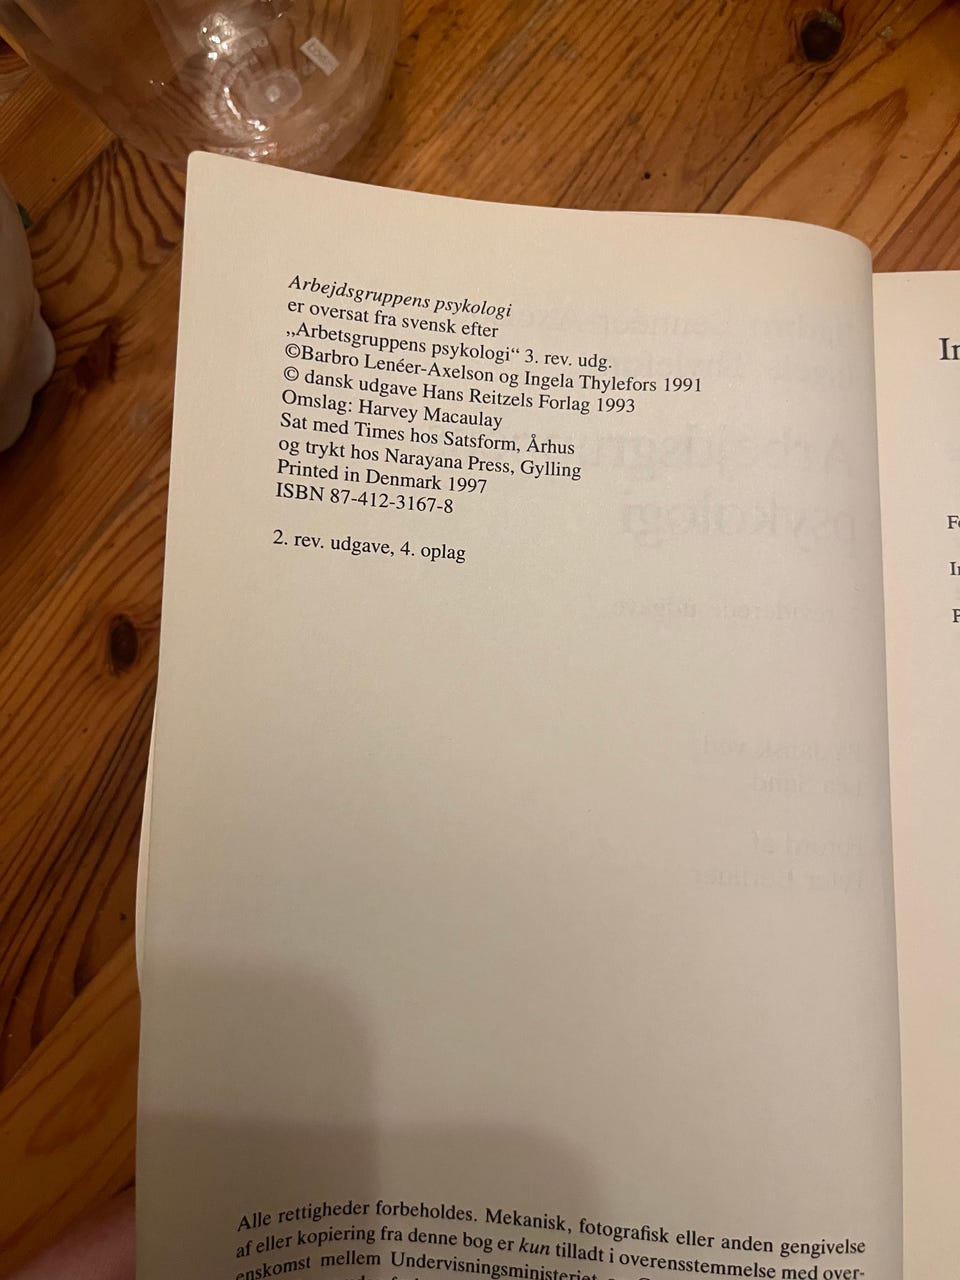 Arbejdsgruppens psykologi
er oversat fra svensk efter
„Arbetsgruppens psykologi“ 3. rev. udg.
©Barbro Lenéer-Axelson og Ingela Thylefors 1991
© dansk udgave Hans Reitzels Forlag 1993
Omslag: Harvey Macaulay
Sat med Times hos Satsform, Århus
og trykt hos Narayana Press, Gylling
Printed in Denmark 1997
ISBN 87-412-3167-8
2. rev. udgave, 4. oplag
Alle rettigheder forbeholdes. Mekanisk, fotografisk eller anden gengivelse
af eller kopiering fra denne bog er kun tilladt i overensstemmelse med over-
enskomst mellem Undervisningsministeriet